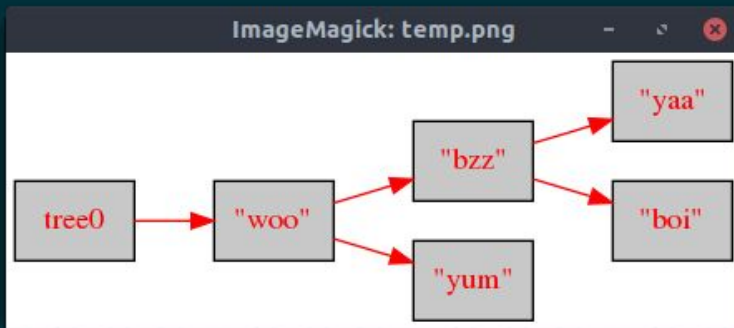 ImageMagick: temp.png
"yaa"
"bzz"
tree0
"woo"
"boi"
"yum"